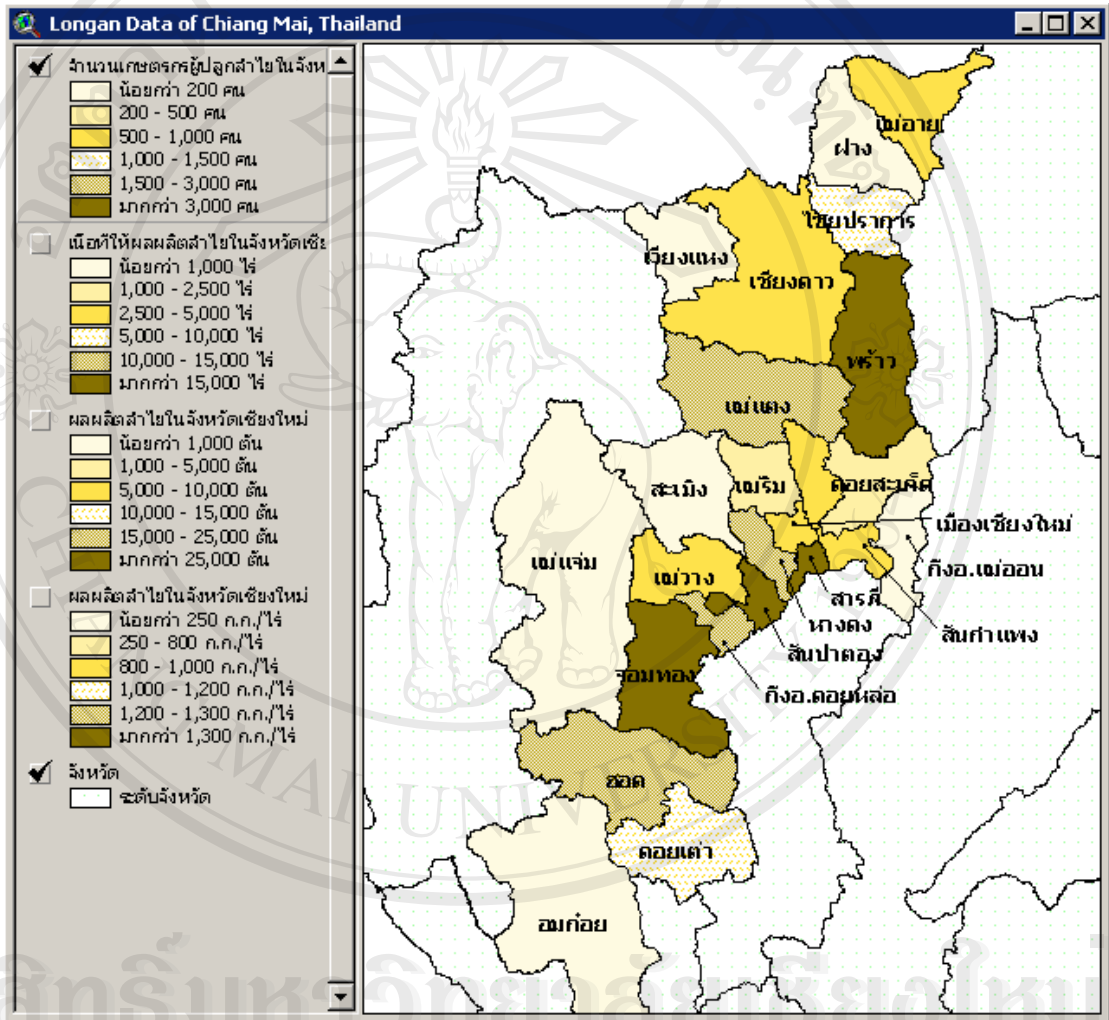 Longan Data of Chiang Mai, Thailand
จำนวนเกษตรกรผู้ปลูกลำไยในจังห
น้อยกว่า 200 คน
200 - 500 คน
500 - 1,000 คน
1,000 - 1,500 คน
1,500 - 3,000 คน
มากกว่า 3,000 คน
เนื้อที่ให้ผลผลิตลำไยในจังหวัดเชีย
น้อยกว่า 1,000 ไร่
1,000 - 2,500 ไร่
2,500 - 5,000 ไร่
5,000 - 10,000 ไร่
10,000 - 15,000 ไร่
มากกว่า 15,000 ไร่
ผลผลิตลำไยในจังหวัดเชียงใหม่
น้อยกว่า 1,000 ตัน
1,000 - 5,000 ตัน
5,000 - 10,000 ตัน
10,000 - 15,000 ตัน
15,000 - 25,000 ตัน
มากกว่า 25,000 ตัน
ผลผลิตลำไยในจังหวัดเชียงใหม่
น้อยกว่า 250 ก.ก./ไร่
250 - 800 ก.ก./ไร่
800 - 1,000 ก.ก./ไร่
1,000 - 1,200 ก.ก./ไร่
1,200 - 1,300 ก.ก./ไร่
มากกว่า 1,300 ก.ก./ไร่
จังหวัด
ระดับจังหวัด
แม่อาย
ฝาง
ไชยปราการ
เวียงแหง
เชียงดาว
พร้าว
แม่แตง
สะเมิง
แม่ริม
ดอยสะเก็ด
เมืองเชียงใหม่
แม่แจ่ม
แม่วาง
กิ่งอ.แม่ออน
สารภี
หางดง
สันกำแพง
สันป่าตอง
จอมทอง
กิ่งอ.ดอยหล่อ
ฮอด
ดอยเต่า
อมก๋อย
MAI UNIVERSITY